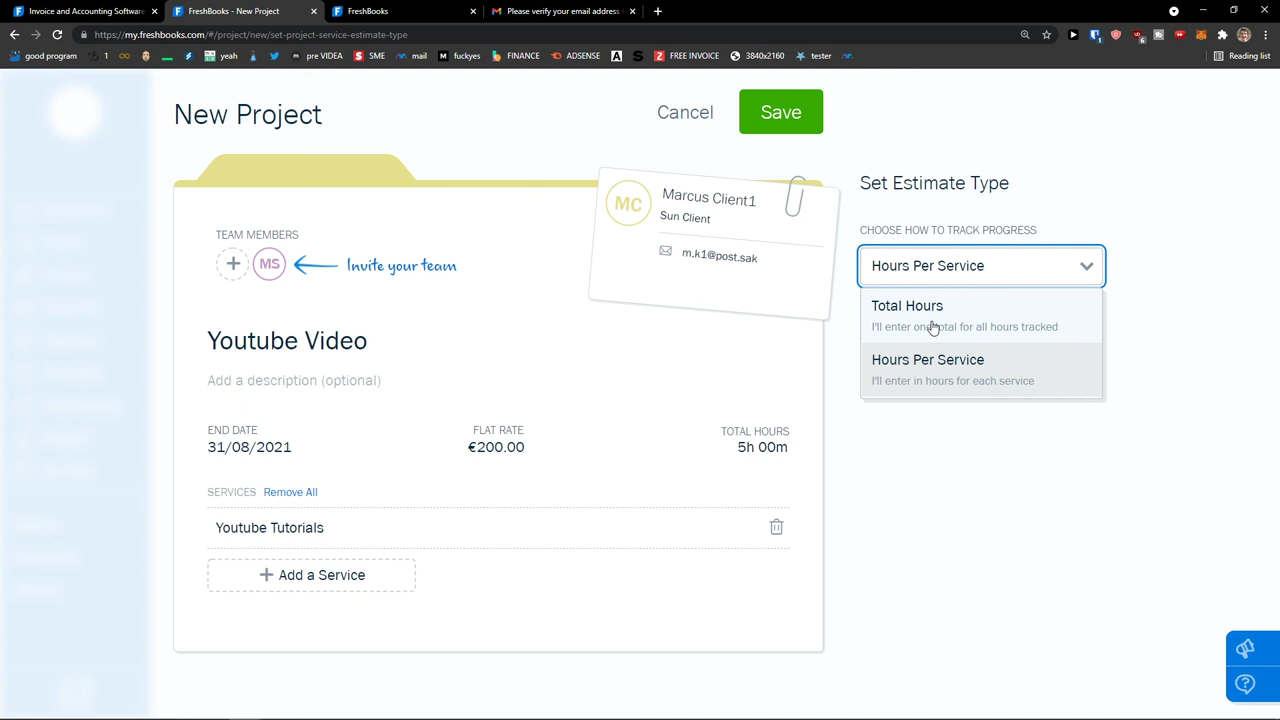 Invoice and Accounting Software
FreshBooks - New Project
FreshBooks
Please verify your email address
https://my.freshbooks.com/#/project/new/set-project-service-estimate-type
good program
1
yeah
pre VIDEA
SME
mail
fuckyes
FINANCE
ADSENSE
FREE INVOICE
3840x2160
tester
Reading list
New Project
Cancel
Save
MC
Marcus Client1
Sun Client
m.k1@post.sak
TEAM MEMBERS
MS
Invite your team
Youtube Video
Add a description (optional)
END DATE
FLAT RATE
TOTAL HOURS
31/08/2021
€200.00
5h 00m
SERVICES Remove All
Youtube Tutorials
Add a Service
Set Estimate Type
CHOOSE HOW TO TRACK PROGRESS
Hours Per Service
Total Hours
I'll enter one total for all hours tracked
Hours Per Service
I'll enter in hours for each service